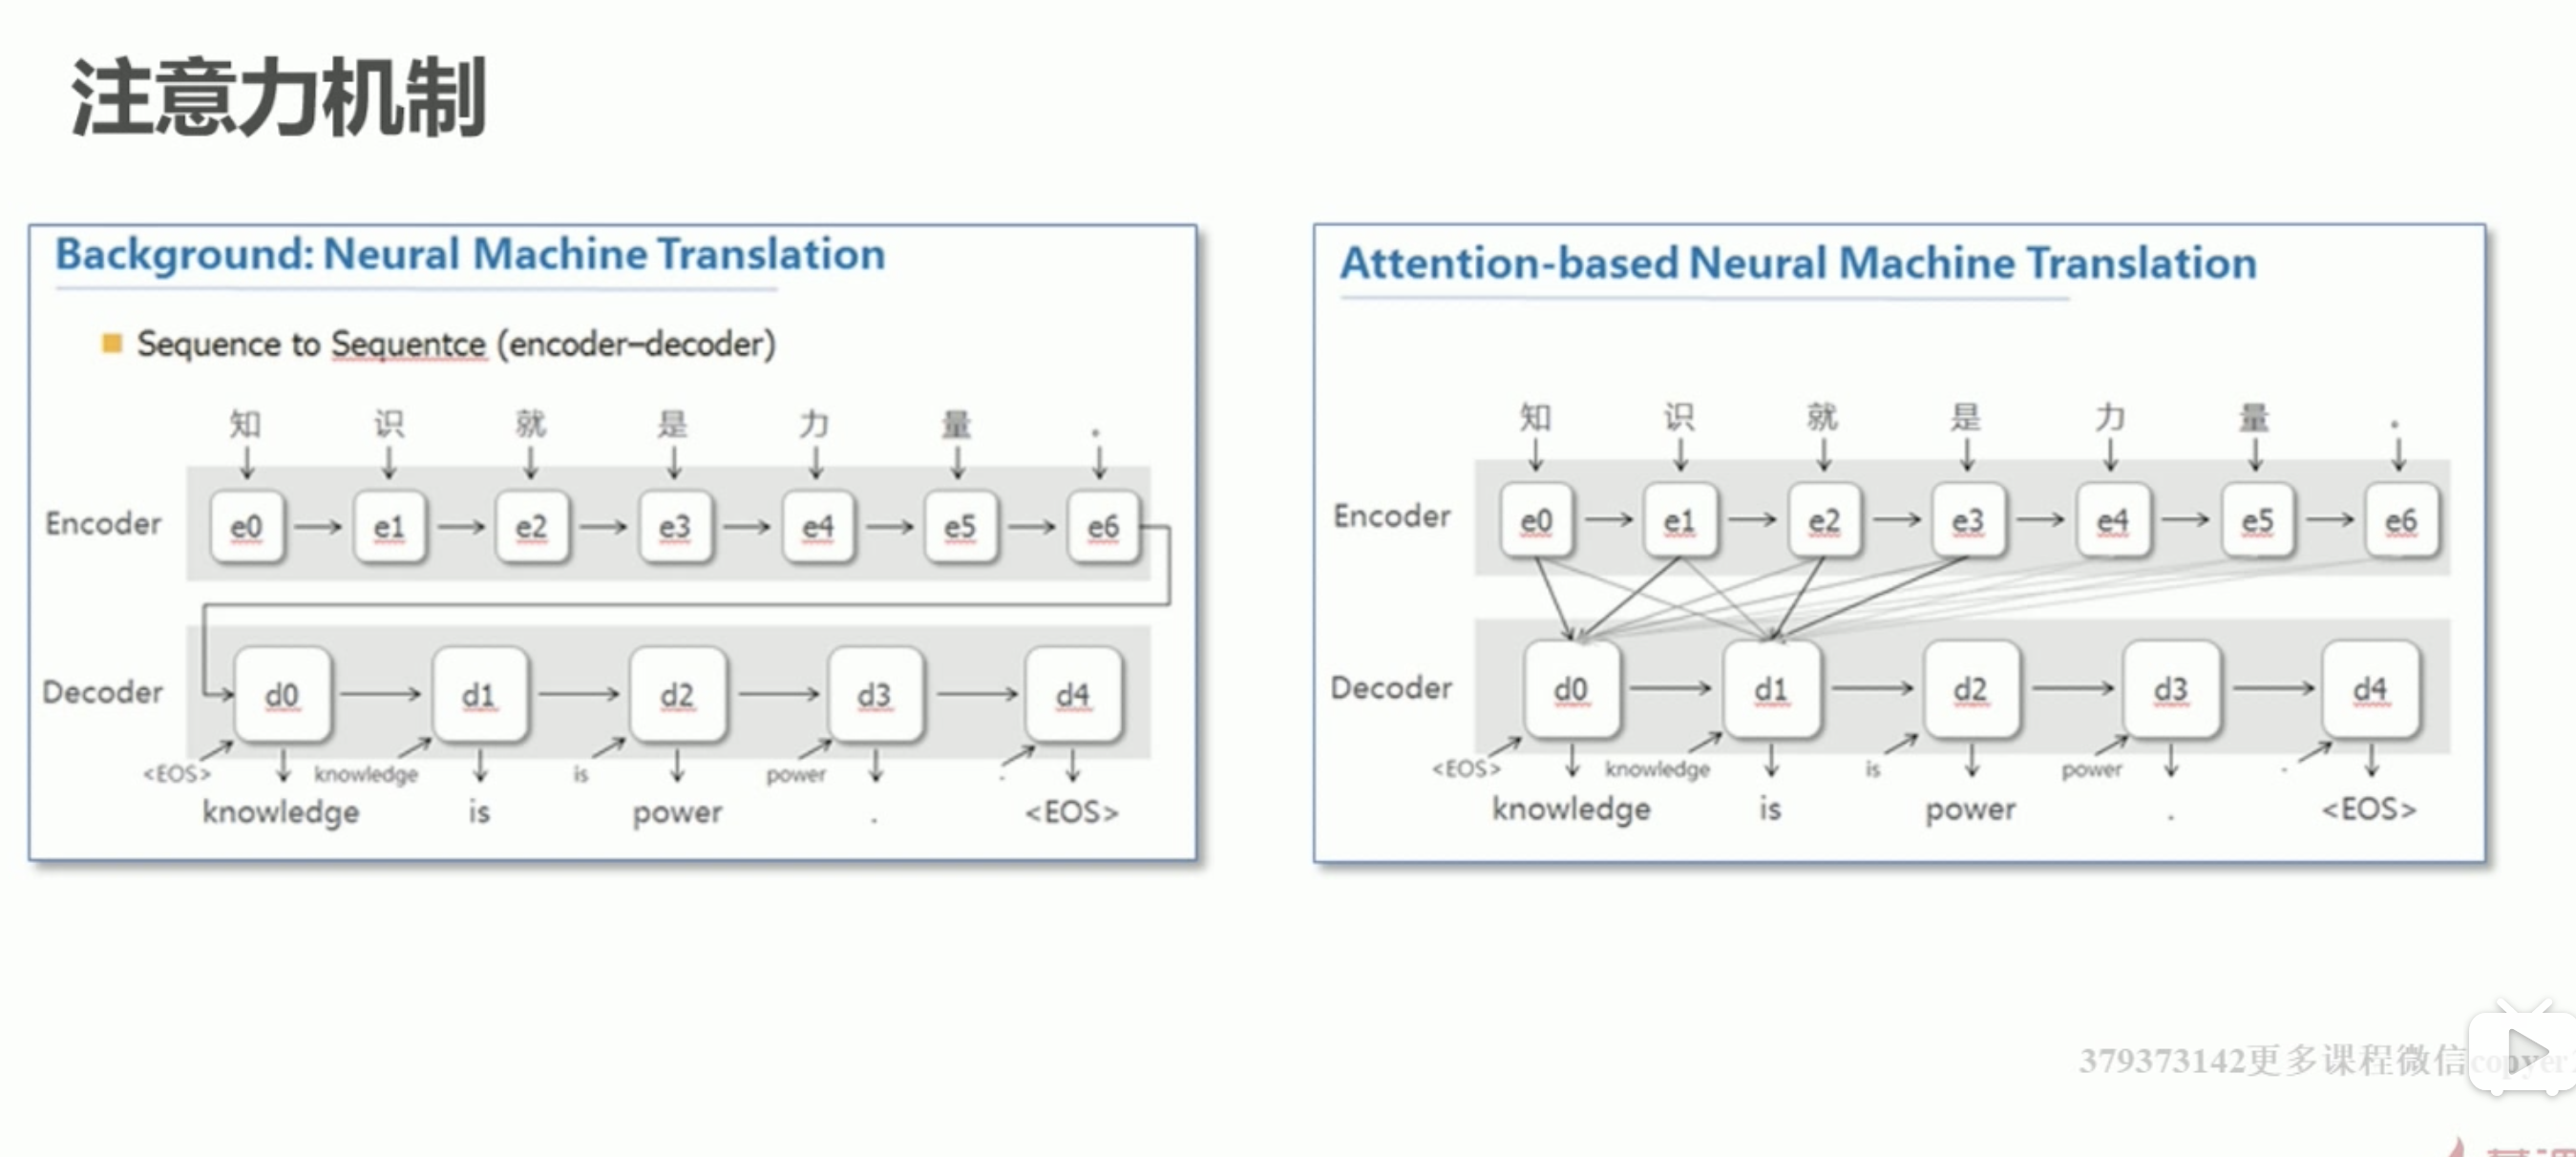 注意力机制
Background: Neural Machine Translation
Sequence to Sequentce (encoder–decoder)
知 识 就 是 力 量 。
Encoder e0 e1 e2 e3 e4 e5 e6
Decoder d0 d1 d2 d3 d4
<EOS> knowledge is power .
knowledge is power . <EOS>
Attention-based Neural Machine Translation
知 识 就 是 力 量 。
Encoder e0 e1 e2 e3 e4 e5 e6
Decoder d0 d1 d2 d3 d4
<EOS> knowledge is power .
knowledge is power . <EOS>
379373142更多课程微信copyer